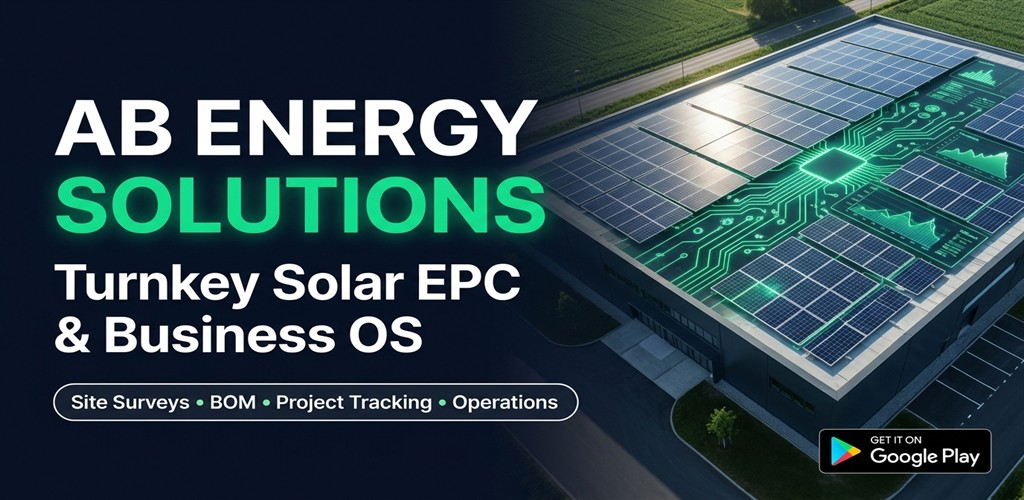 AB ENERGY
SOLUTIONS
Turnkey Solar EPC
& Business OS
Site Surveys • BOM • Project Tracking • Operations
GET IT ON
Google Play